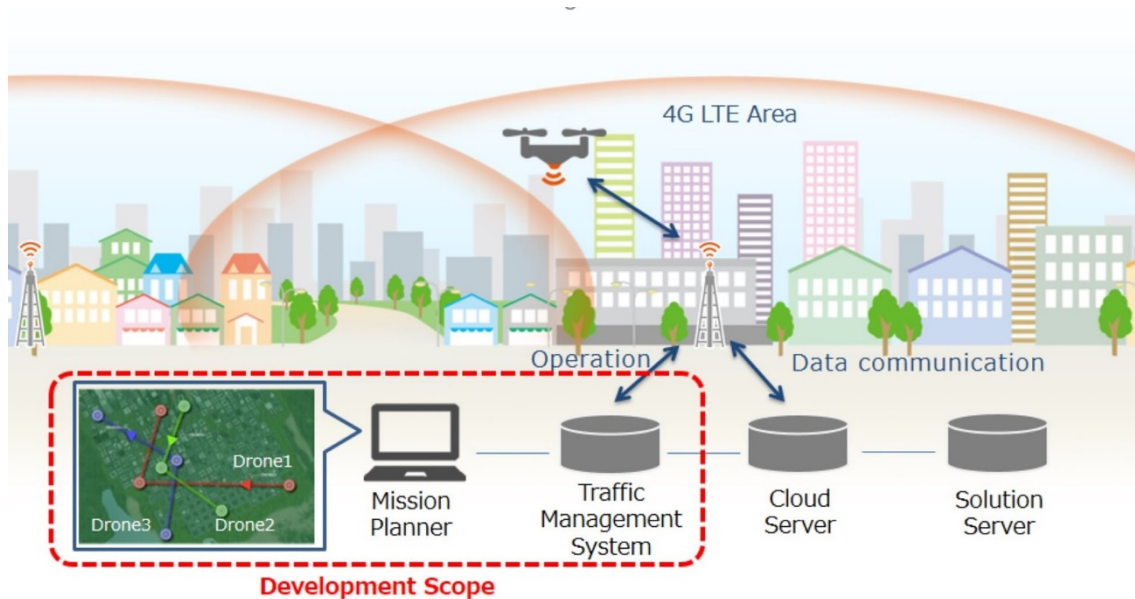 4G LTE Area
Operation
Data communication
Drone1
Drone3
Drone2
Mission
Planner
Traffic
Management
System
Cloud
Server
Solution
Server
Development Scope